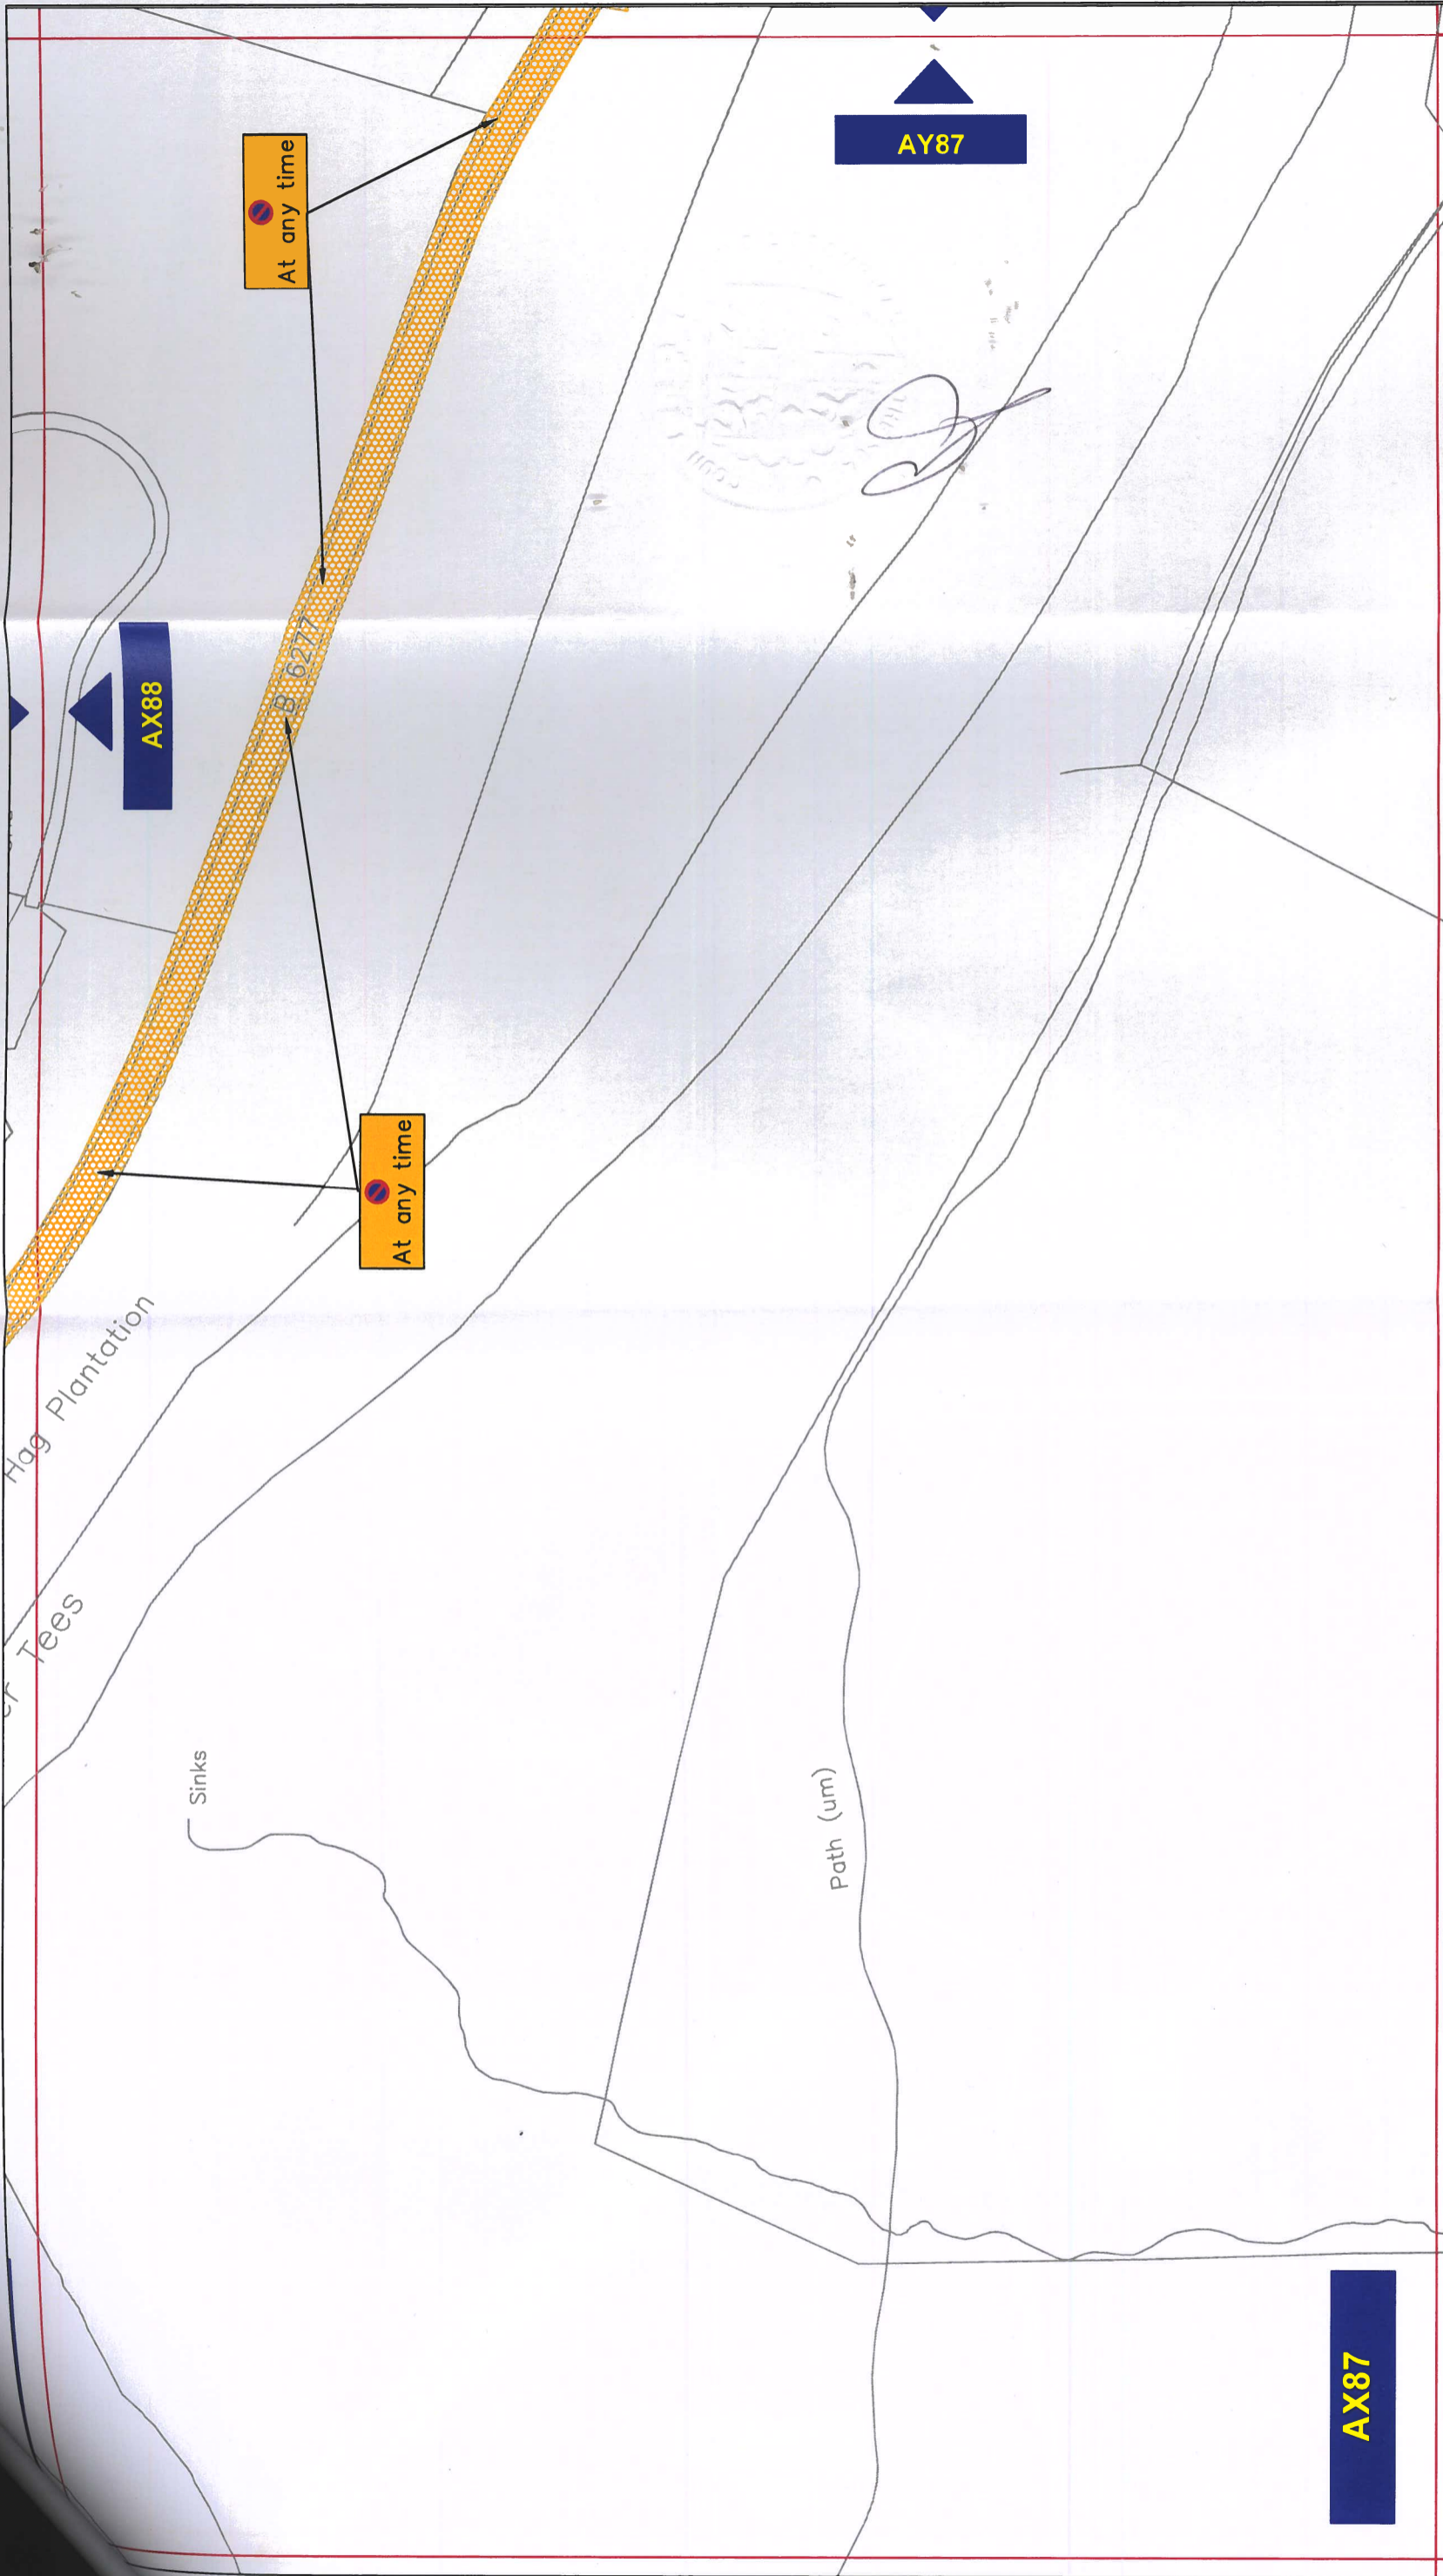 AY87
At any time
B 6277
AX88
At any time
Hag Plantation
Tees
Sinks
Path (um)
AX87